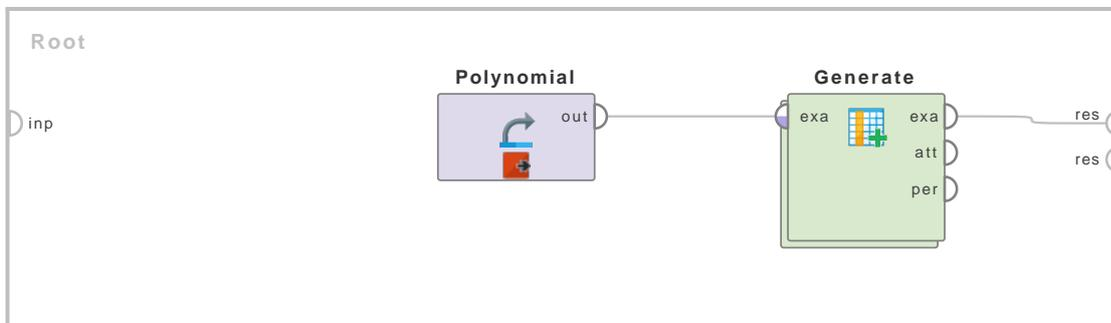 Root
inp
Polynomial
out
Generate
exa
exa
att
per
res
res